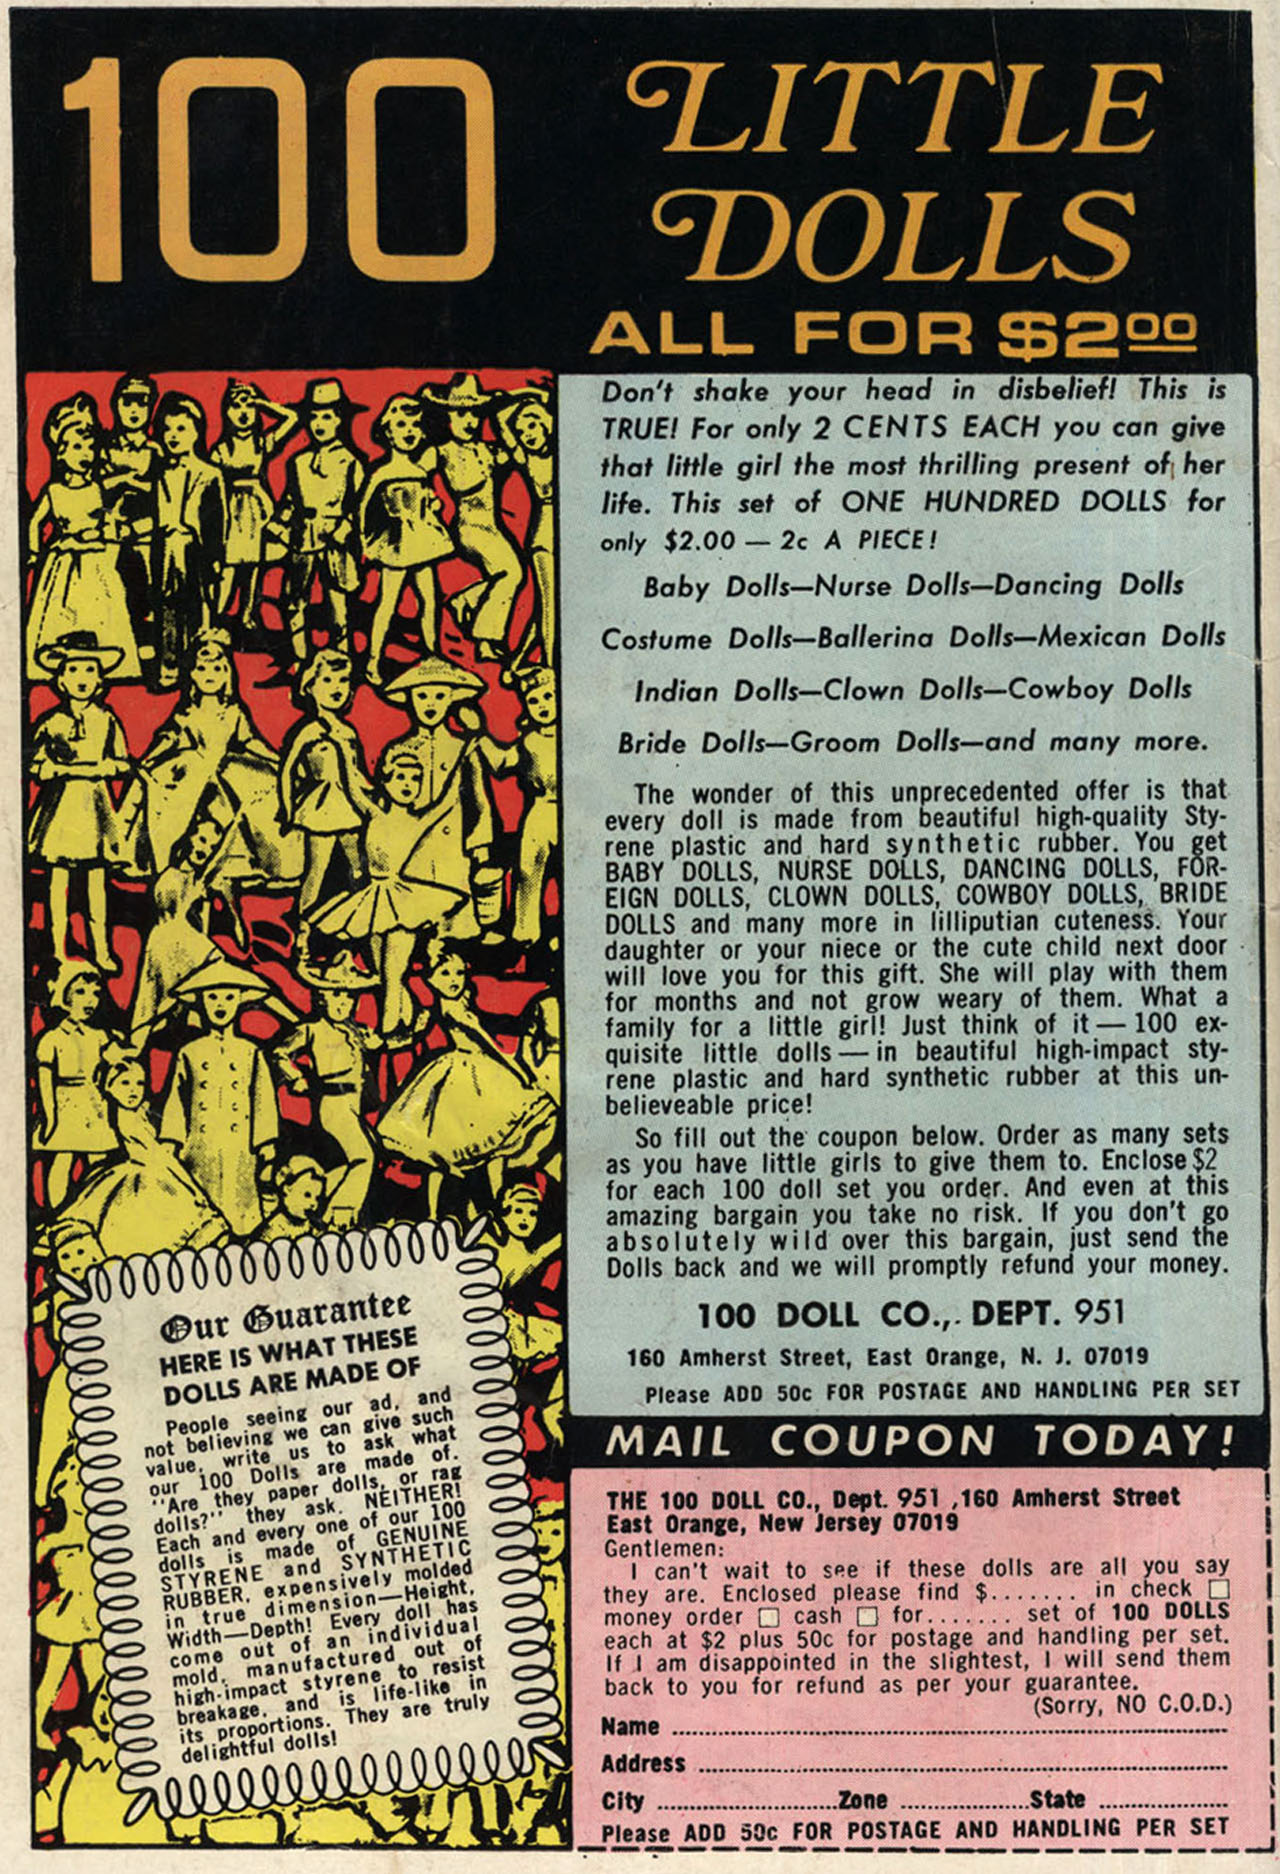 100
LITTLE
DOLLS
ALL FOR $2.00
Don't shake your head in disbelief! This is
TRUE! For only 2 CENTS EACH you can give
that little girl the most thrilling present of her
life. This set of ONE HUNDRED DOLLS for
only $2.00 — 2c A PIECE!
Baby Dolls—Nurse Dolls—Dancing Dolls
Costume Dolls—Ballerina Dolls—Mexican Dolls
Indian Dolls—Clown Dolls—Cowboy Dolls
Bride Dolls—Groom Dolls—and many more.
The wonder of this unprecedented offer is that
every doll is made from beautiful high-quality Sty-
rene plastic and hard synthetic rubber. You get
BABY DOLLS, NURSE DOLLS, DANCING DOLLS, FOR-
EIGN DOLLS, CLOWN DOLLS, COWBOY DOLLS, BRIDE
DOLLS and many more in lilliputian cuteness. Your
daughter or your niece or the cute child next door
will love you for this gift. She will play with them
for months and not grow weary of them. What a
family for a little girl! Just think of it — 100 ex-
quisite little dolls — in beautiful high-impact sty-
rene plastic and hard synthetic rubber at this un-
believeable price!
So fill out the coupon below. Order as many sets
as you have little girls to give them to. Enclose $2
for each 100 doll set you order. And even at this
amazing bargain you take no risk. If you don't go
absolutely wild over this bargain, just send the
Dolls back and we will promptly refund your money.
100 DOLL CO., DEPT. 951
160 Amherst Street, East Orange, N. J. 07019
Please ADD 50c FOR POSTAGE AND HANDLING PER SET
Our Guarantee
HERE IS WHAT THESE
DOLLS ARE MADE OF
People seeing our ad, and
not believing we can give such
value, write us to ask what
our 100 Dolls are made of.
"Are they paper dolls, or rag
dolls?" they ask. NEITHER!
Each and every one of our 100
dolls is made of GENUINE
STYRENE and SYNTHETIC
RUBBER, expensively molded
in true dimension—Height,
Width—Depth! Every doll has
come out of an individual
mold, manufactured out of
high-impact styrene to resist
breakage, and is life-like in
its proportions. They are truly
delightful dolls!
MAIL COUPON TODAY!
THE 100 DOLL CO., Dept. 951 ,160 Amherst Street
East Orange, New Jersey 07019
Gentlemen:
I can't wait to see if these dolls are all you say
they are. Enclosed please find $........ in check
money order cash for........ set of 100 DOLLS
each at $2 plus 50c for postage and handling per set.
If I am disappointed in the slightest, I will send them
back to you for refund as per your guarantee.
(Sorry, NO C.O.D.)
Name
Address
City Zone State
Please ADD 50c FOR POSTAGE AND HANDLING PER SET